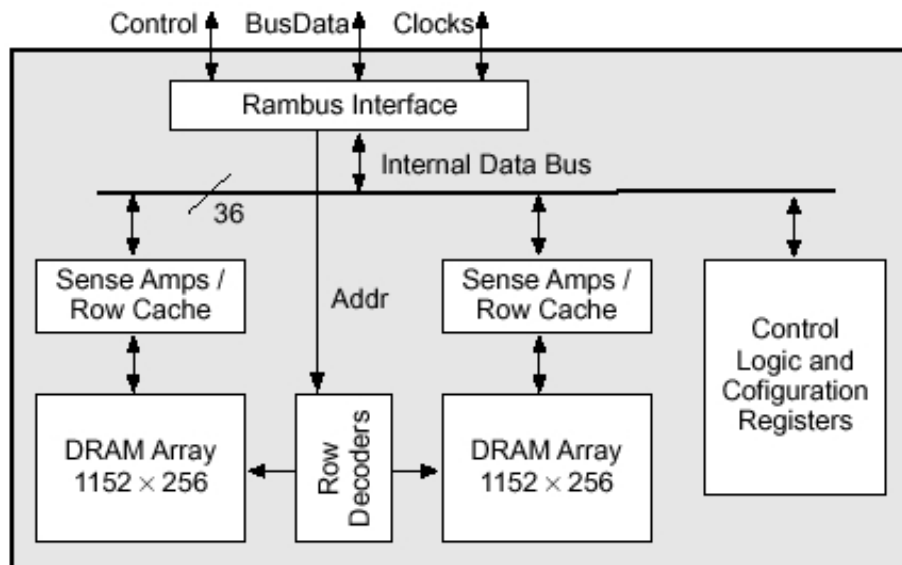 Control BusData Clocks
Rambus Interface
Internal Data Bus
36
Sense Amps /
Row Cache
Addr
Sense Amps /
Row Cache
Control
Logic and
Cofiguration
Registers
DRAM Array
1152 × 256
Row
Decoders
DRAM Array
1152 × 256